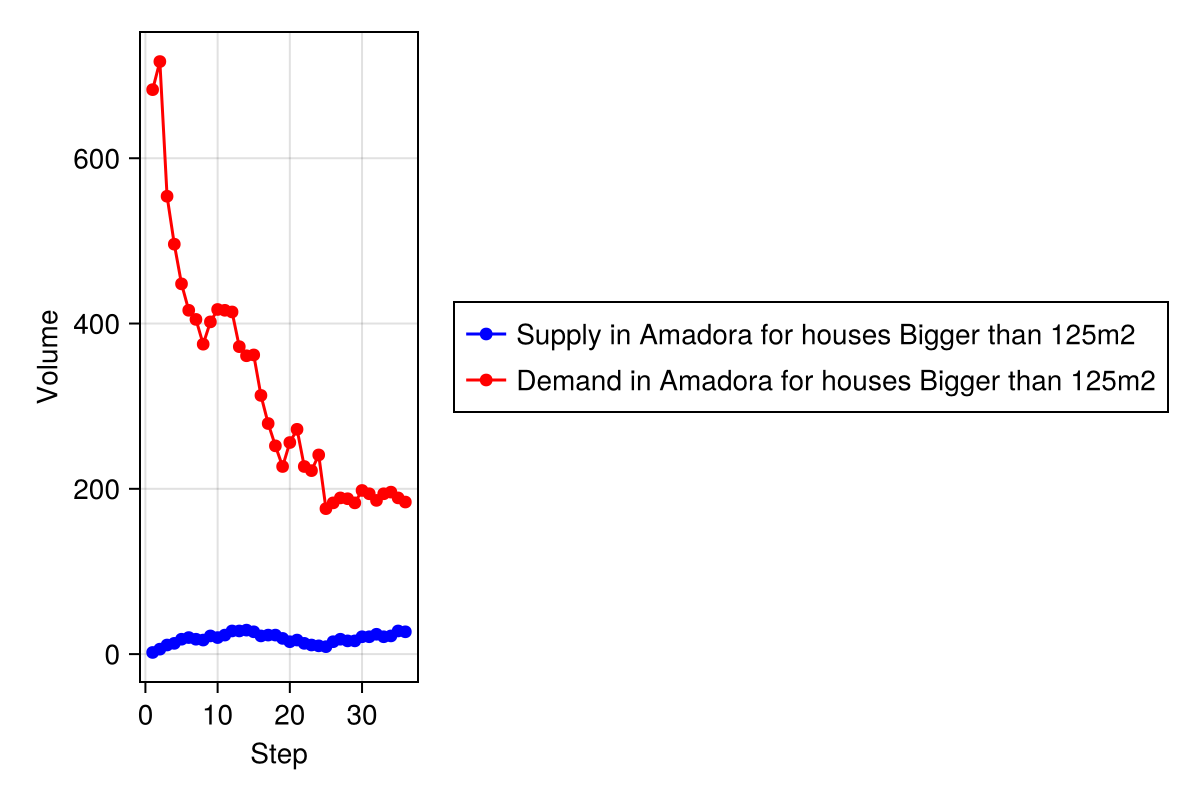 600
400
200
0
Volume
0 10 20 30
Step
Supply in Amadora for houses Bigger than 125m2
Demand in Amadora for houses Bigger than 125m2